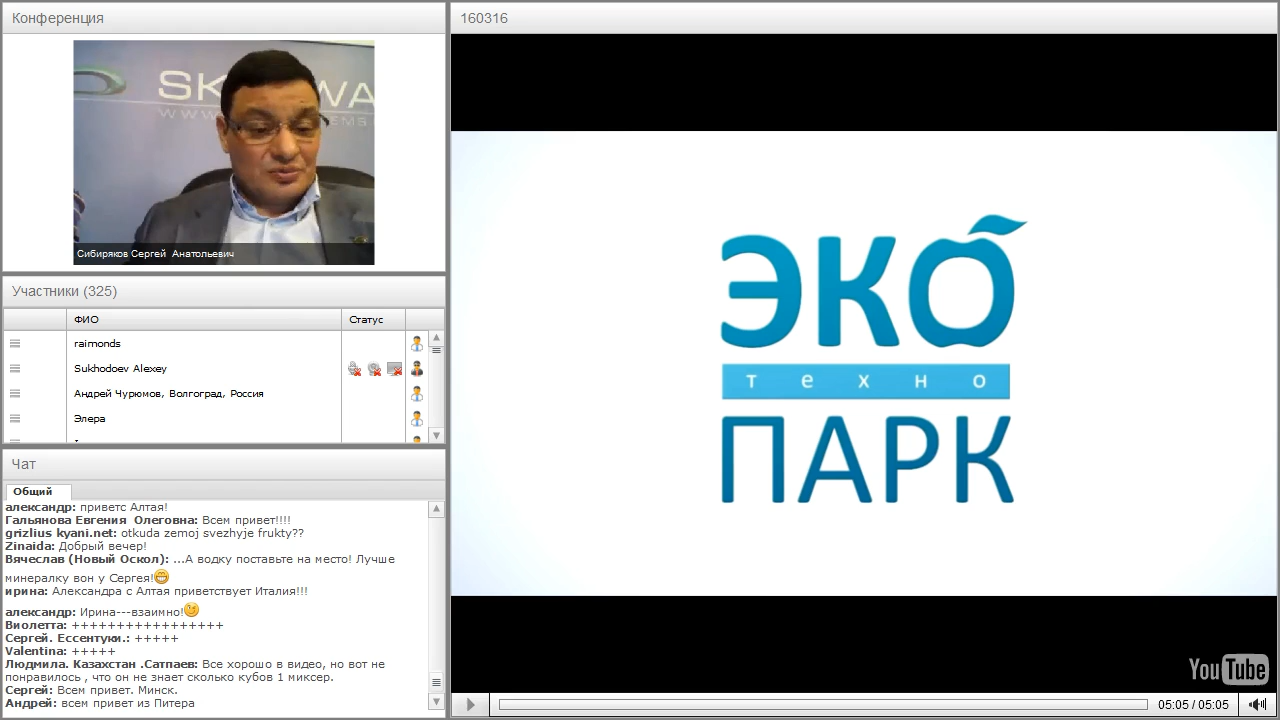 Конференция
SK WA
Сибиряков Сергей Анатольевич
Участники (325)
ФИО Статус
raimonds
Sukhodoev Alexey
Андрей Чурюмов, Волгоград, Россия
Элера
Чат
Общий
александр: приветс Алтая!
Гальянова Евгения Олеговна: Всем привет!!!!
grizlius kyani.net: otkuda zemoj svezhyje frukty??
Zinaida: Добрый вечер!
Вячеслав (Новый Оскол): ...А водку поставьте на место! Лучше
минералку вон у Сергея!
ирина: Александра с Алтая приветствует Италия!!!
александр: Ирина---взаимно!
Виолетта: +++++++++++++++++
Сергей. Ессентуки.: +++++
Valentina: +++++
Людмила. Казахстан .Сатпаев: Все хорошо в видео, но вот не
понравилось , что он не знает сколько кубов 1 миксер.
Сергей: Всем привет. Минск.
Андрей: всем привет из Питера
160316
ЭКО
техно
ПАРК
YouTube
05:05 / 05:05